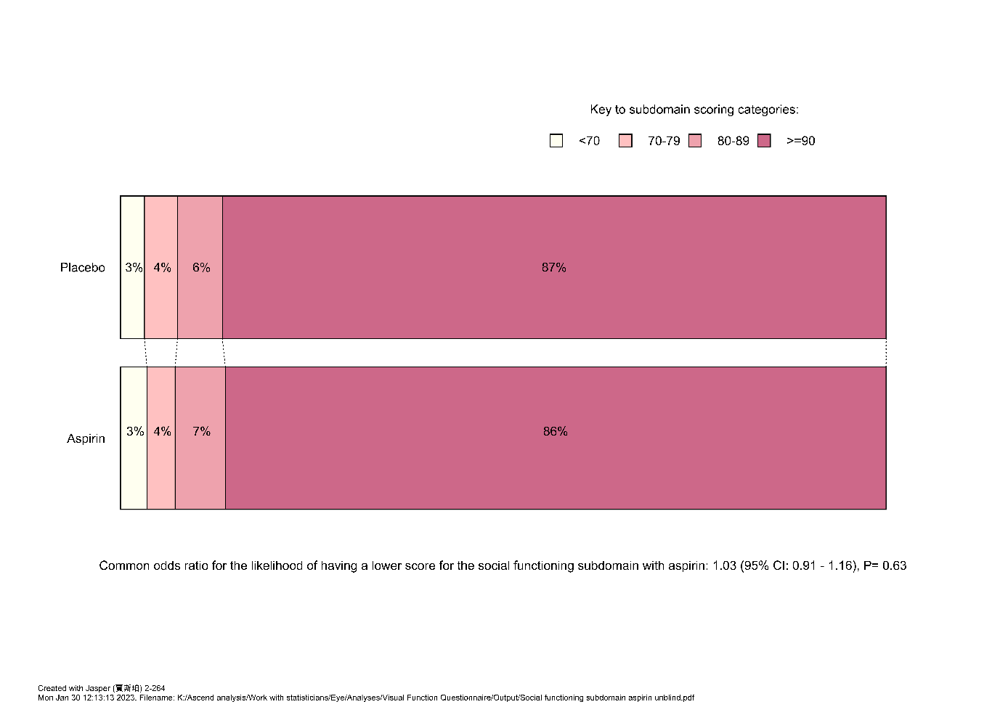 Key to subdomain scoring categories:
<70 70-79 80-89 >=90
Placebo 3% 4% 6% 87%
Aspirin 3% 4% 7% 86%
Common odds ratio for the likelihood of having a lower score for the social functioning subdomain with aspirin: 1.03 (95% CI: 0.91 - 1.16), P= 0.63
Created with Jasper (賈斯珀) 2-264
Mon Jan 30 12:13:13 2023. Filename: K:/Ascend analysis/Work with statisticians/Eye/Analyses/Visual Function Questionnaire/Output/Social functioning subdomain aspirin unblind.pdf